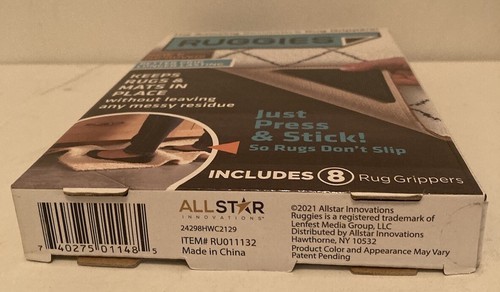 RUGGIES
KEEPS
RUGS &
MATS IN
PLACE
without leaving
any messy residue
Just
Press
& Stick!
So Rugs Don't Slip
INCLUDES 8 Rug Grippers
ALLSTAR
INNOVATIONS
24298HWC2129
ITEM# RU011132
Made in China
7 40275 01148 5
©2021 Allstar Innovations
Ruggies is a registered trademark of
Lenfest Media Group, LLC
Distributed by Allstar Innovations
Hawthorne, NY 10532
Product Color and Appearance May Vary
Patent Pending